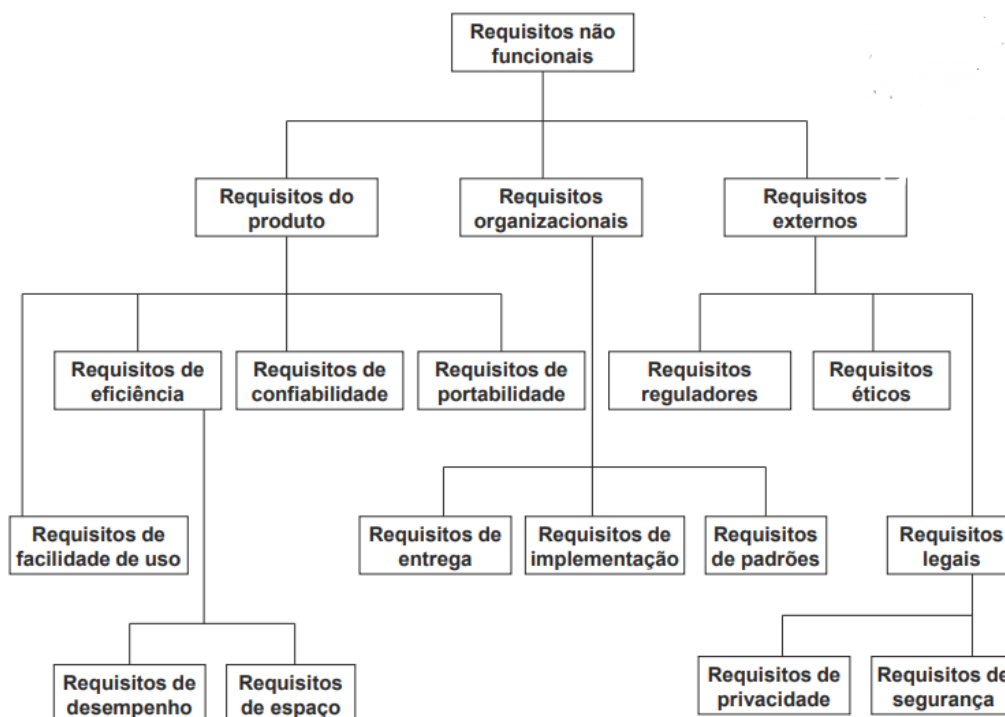 Requisitos não
funcionais
Requisitos do
produto
Requisitos
organizacionais
Requisitos
externos
Requisitos de
eficiência
Requisitos de
confiabilidade
Requisitos de
portabilidade
Requisitos
reguladores
Requisitos
éticos
Requisitos de
facilidade de uso
Requisitos de
entrega
Requisitos de
implementação
Requisitos
de padrões
Requisitos
legais
Requisitos de
desempenho
Requisitos
de espaço
Requisitos de
privacidade
Requisitos de
segurança